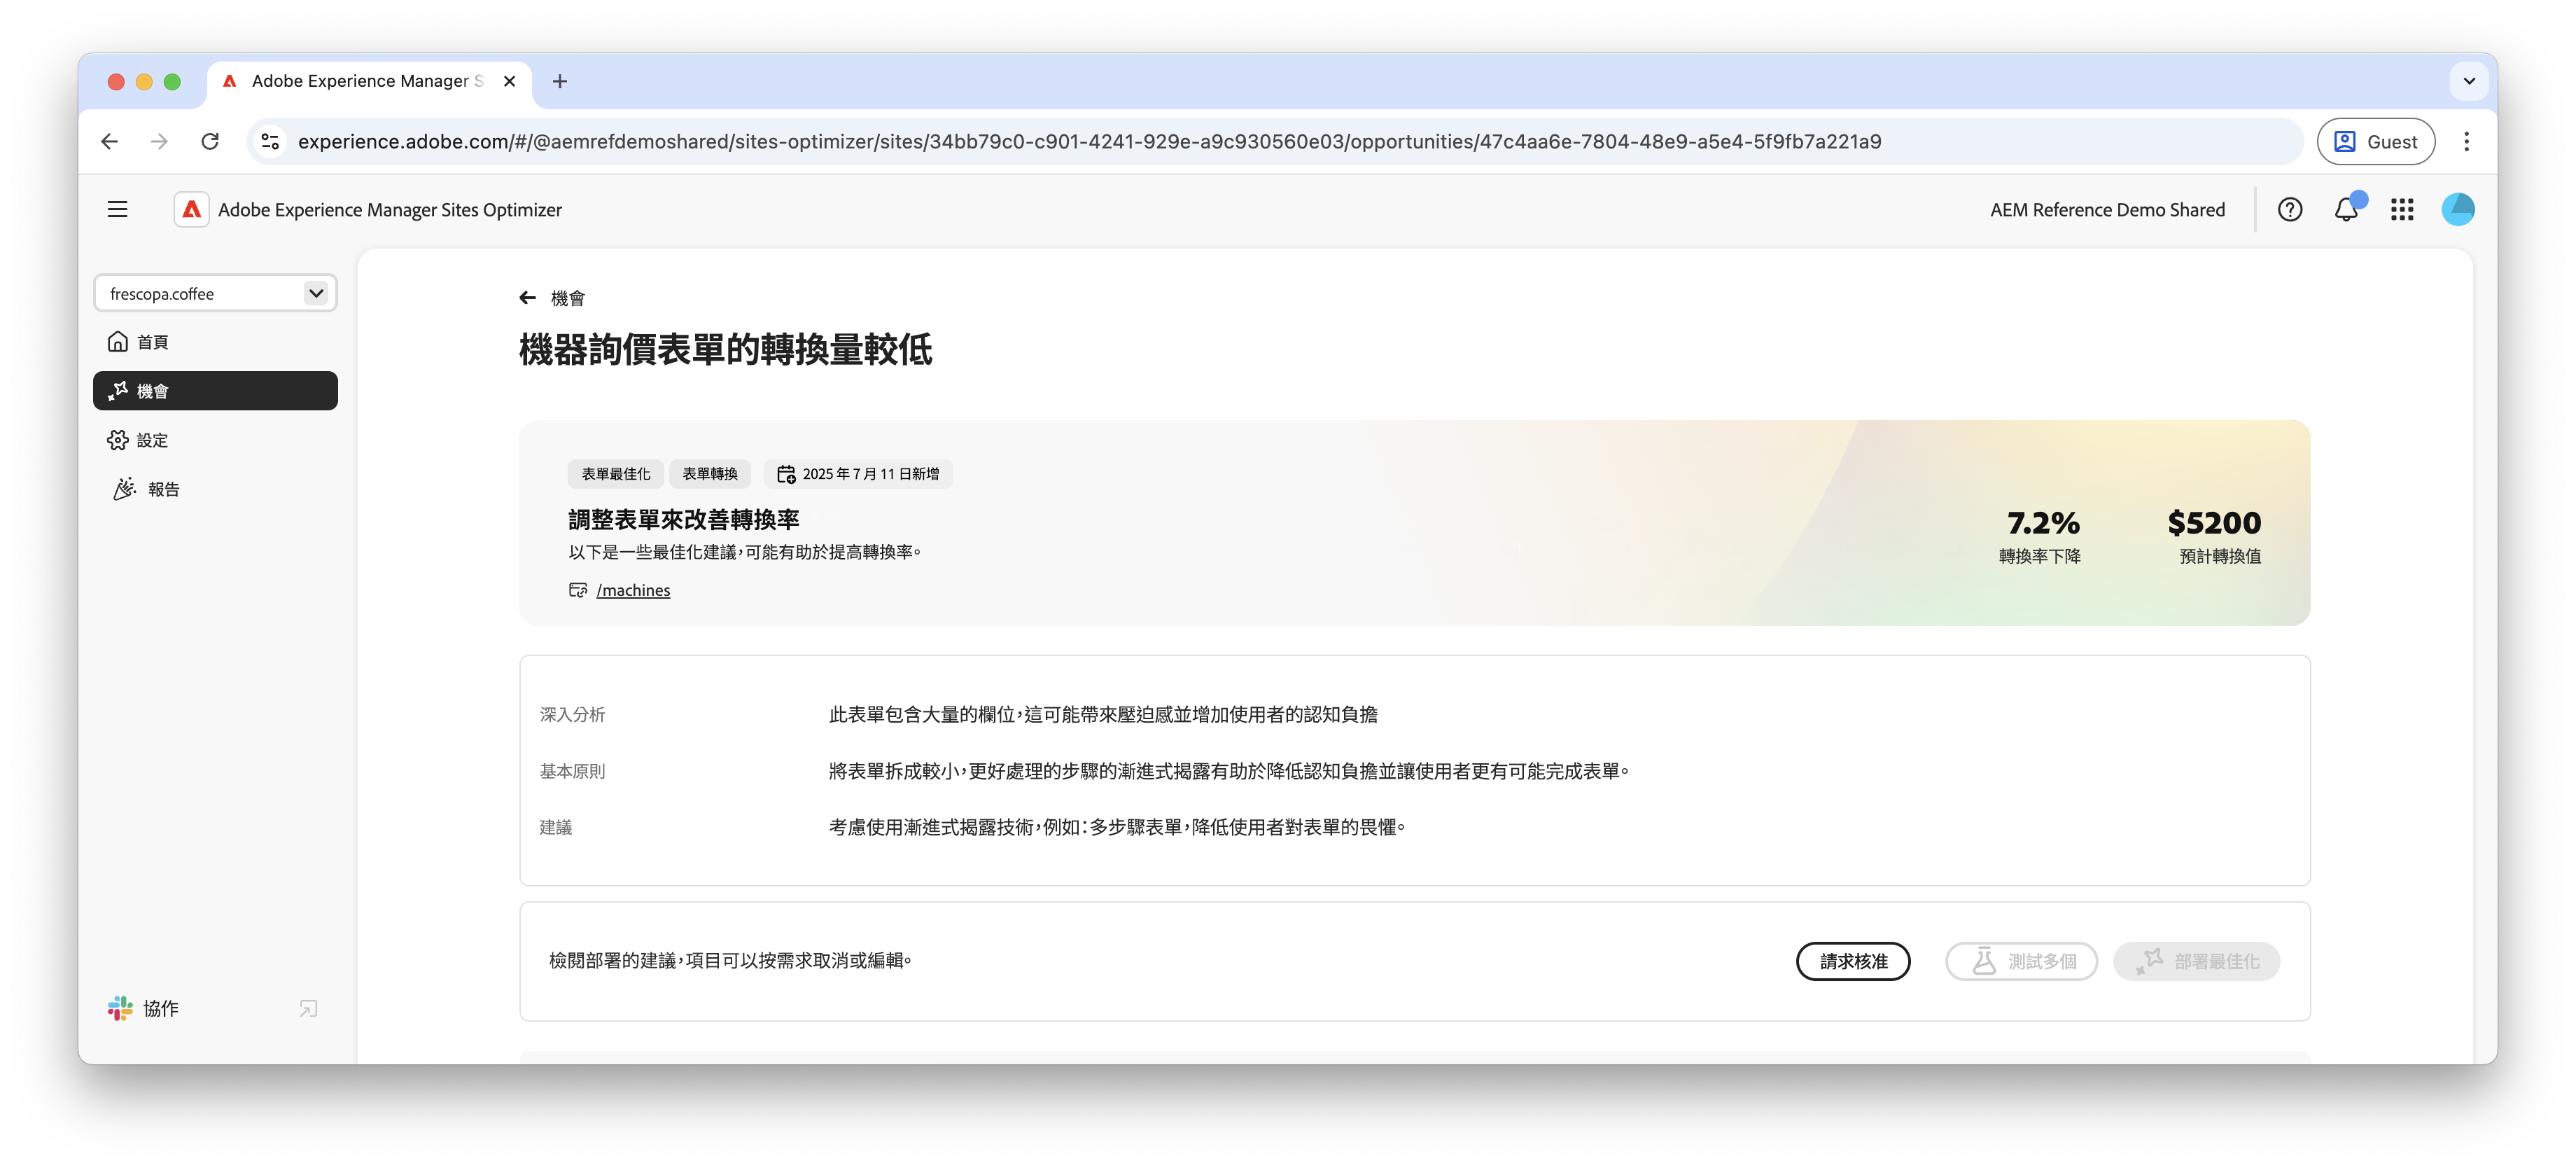 Adobe Experience Manager S
experience.adobe.com/#/@aemrefdemoshared/sites-optimizer/sites/34bb79c0-c901-4241-929e-a9c930560e03/opportunities/47c4aa6e-7804-48e9-a5e4-5f9fb7a221a9
Guest
Adobe Experience Manager Sites Optimizer
AEM Reference Demo Shared
frescopa.coffee
首頁
機會
設定
報告
協作
機會
機器詢價表單的轉換量較低
表單最佳化 表單轉換 2025 年 7 月 11 日新增
調整表單來改善轉換率
以下是一些最佳化建議，可能有助於提高轉換率。
/machines
7.2%
轉換率下降
$5200
預計轉換值
深入分析 此表單包含大量的欄位，這可能帶來壓迫感並增加使用者的認知負擔
基本原則 將表單拆成較小，更好處理的步驟的漸進式揭露有助於降低認知負擔並讓使用者更有可能完成表單。
建議 考慮使用漸進式揭露技術，例如：多步驟表單，降低使用者對表單的畏懼。
檢閱部署的建議，項目可以按需求取消或編輯。
請求核准 測試多個 部署最佳化